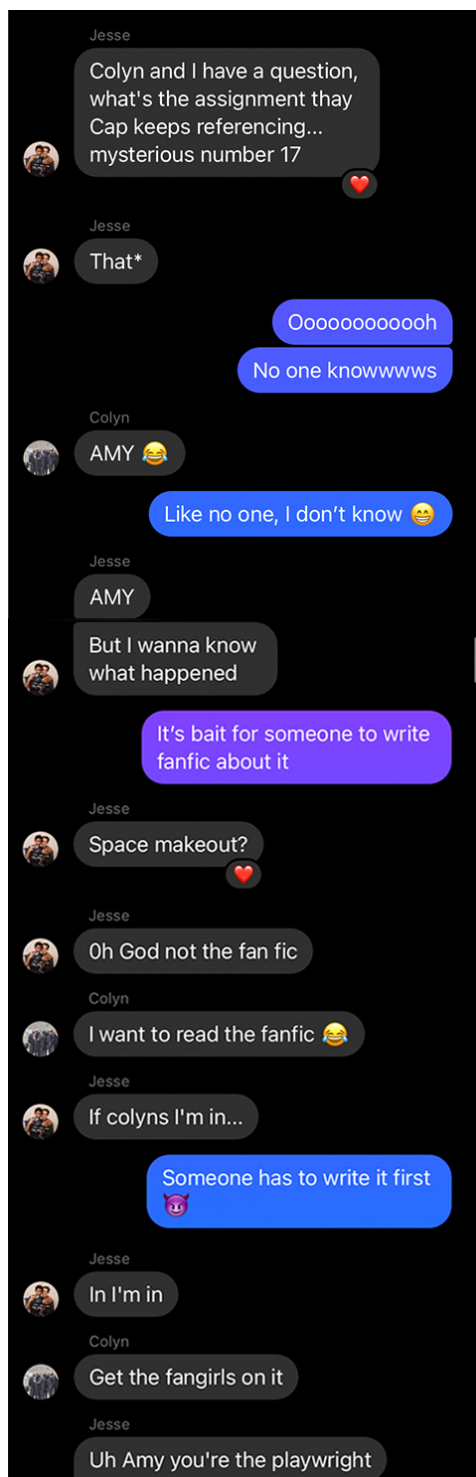 Jesse
Colyn and I have a question,
what's the assignment thay
Cap keeps referencing...
mysterious number 17
Jesse
That*
Ooooooooooooh
No one knowwwws
Colyn
AMY 😂
Like no one, I don’t know 😁
Jesse
AMY
But I wanna know
what happened
It’s bait for someone to write
fanfic about it
Jesse
Space makeout?
Jesse
Oh God not the fan fic
Colyn
I want to read the fanfic 😂
Jesse
If colyns I'm in...
Someone has to write it first
😈
Jesse
In I'm in
Colyn
Get the fangirls on it
Jesse
Uh Amy you're the playwright